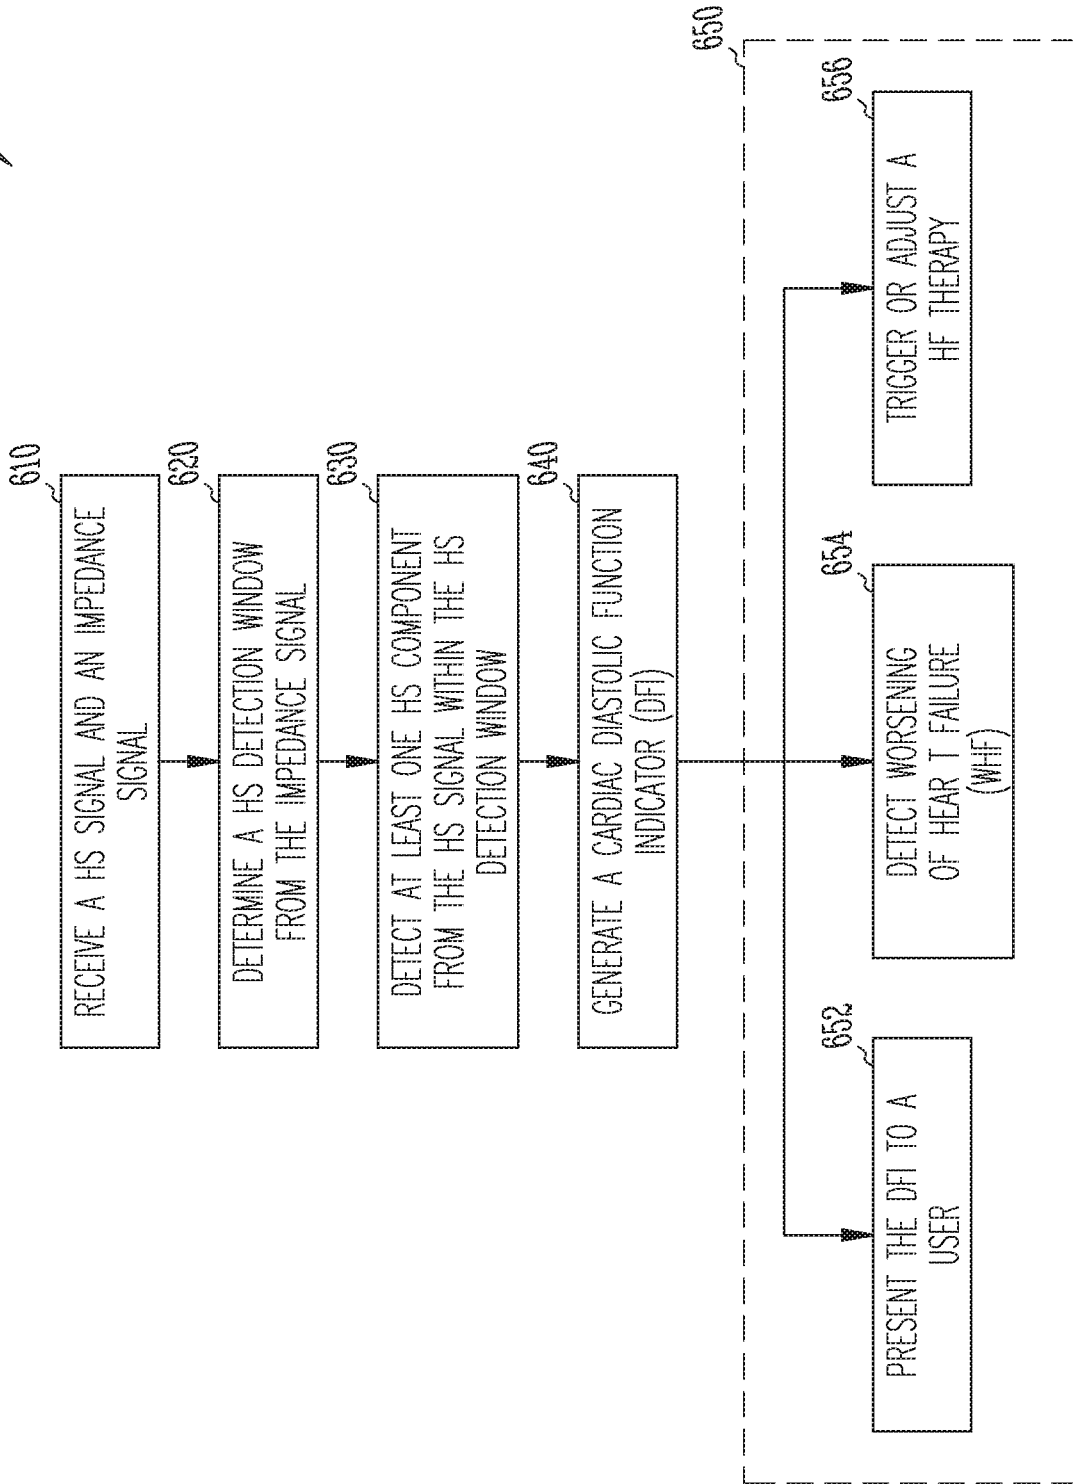 610
RECEIVE A HS SIGNAL AND AN IMPEDANCE
SIGNAL
620
DETERMINE A HS DETECTION WINDOW
FROM THE IMPEDANCE SIGNAL
630
DETECT AT LEAST ONE HS COMPONENT
FROM THE HS SIGNAL WITHIN THE HS
DETECTION WINDOW
640
GENERATE A CARDIAC DIASTOLIC FUNCTION
INDICATOR (DFI)
650
652
PRESENT THE DFI TO A
USER
654
DETECT WORSENING
OF HEAR T FAILURE
(WHF)
656
TRIGGER OR ADJUST A
HF THERAPY